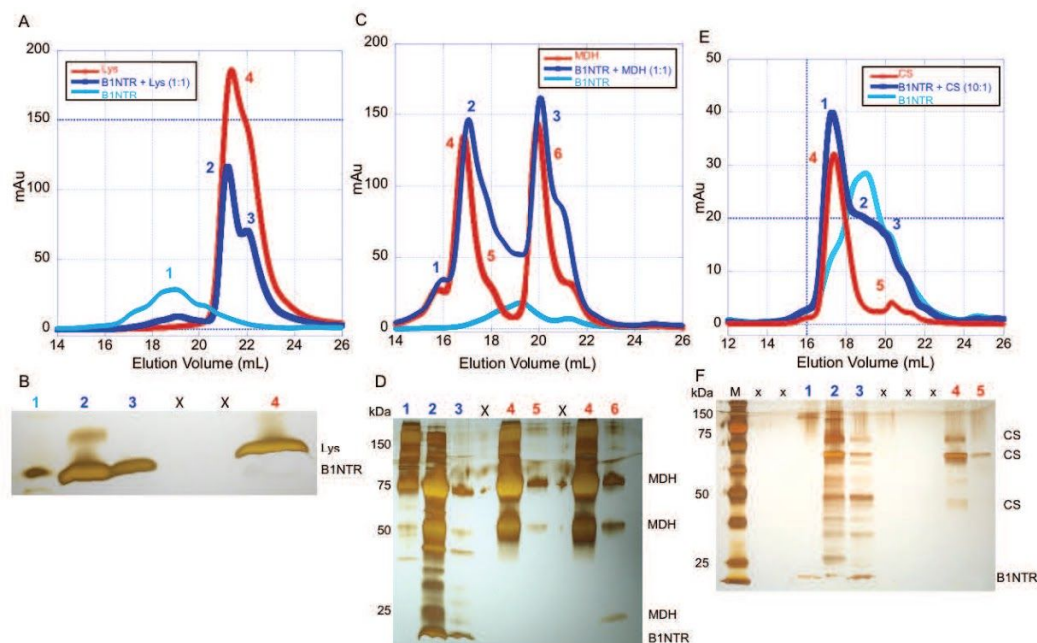 A
200
150
100
50
0
mAu
Lys
B1NTR + Lys (1:1)
B1NTR
1
2
3
4
14 16 18 20 22 24 26
Elution Volume (mL)
B
1 2 3 X X 4
Lys
B1NTR
C
200
150
100
50
0
mAu
MDH
B1NTR + MDH (1:1)
B1NTR
1
2
3
4
5
6
14 16 18 20 22 24 26
Elution Volume (mL)
D
kDa 1 2 3 X 4 5 X 4 6
150
75
50
25
MDH
MDH
MDH
B1NTR
E
50
40
30
20
10
0
mAu
CS
B1NTR + CS (10:1)
B1NTR
1
2
3
4
5
12 14 16 18 20 22 24 26
Elution Volume (mL)
F
kDa M x x 1 2 3 x x x 4 5
150
75
50
25
CS
CS
CS
B1NTR